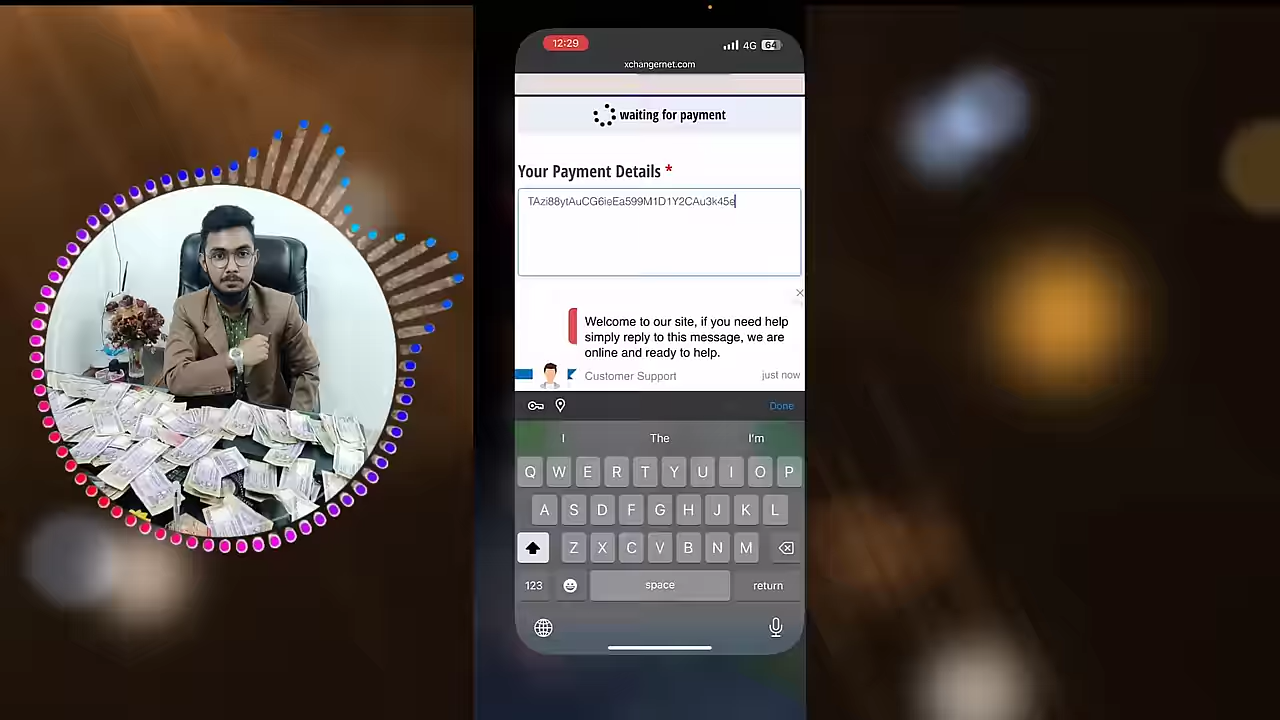 12:29
4G 64
xchangernet.com
waiting for payment
Your Payment Details *
TAzi88ytAuCG6ieEa599M1D1Y2CAu3k45e
Welcome to our site, if you need help
simply reply to this message, we are
online and ready to help.
Customer Support just now
Done
I The I'm
Q W E R T Y U I O P
A S D F G H J K L
Z X C V B N M
123 space return